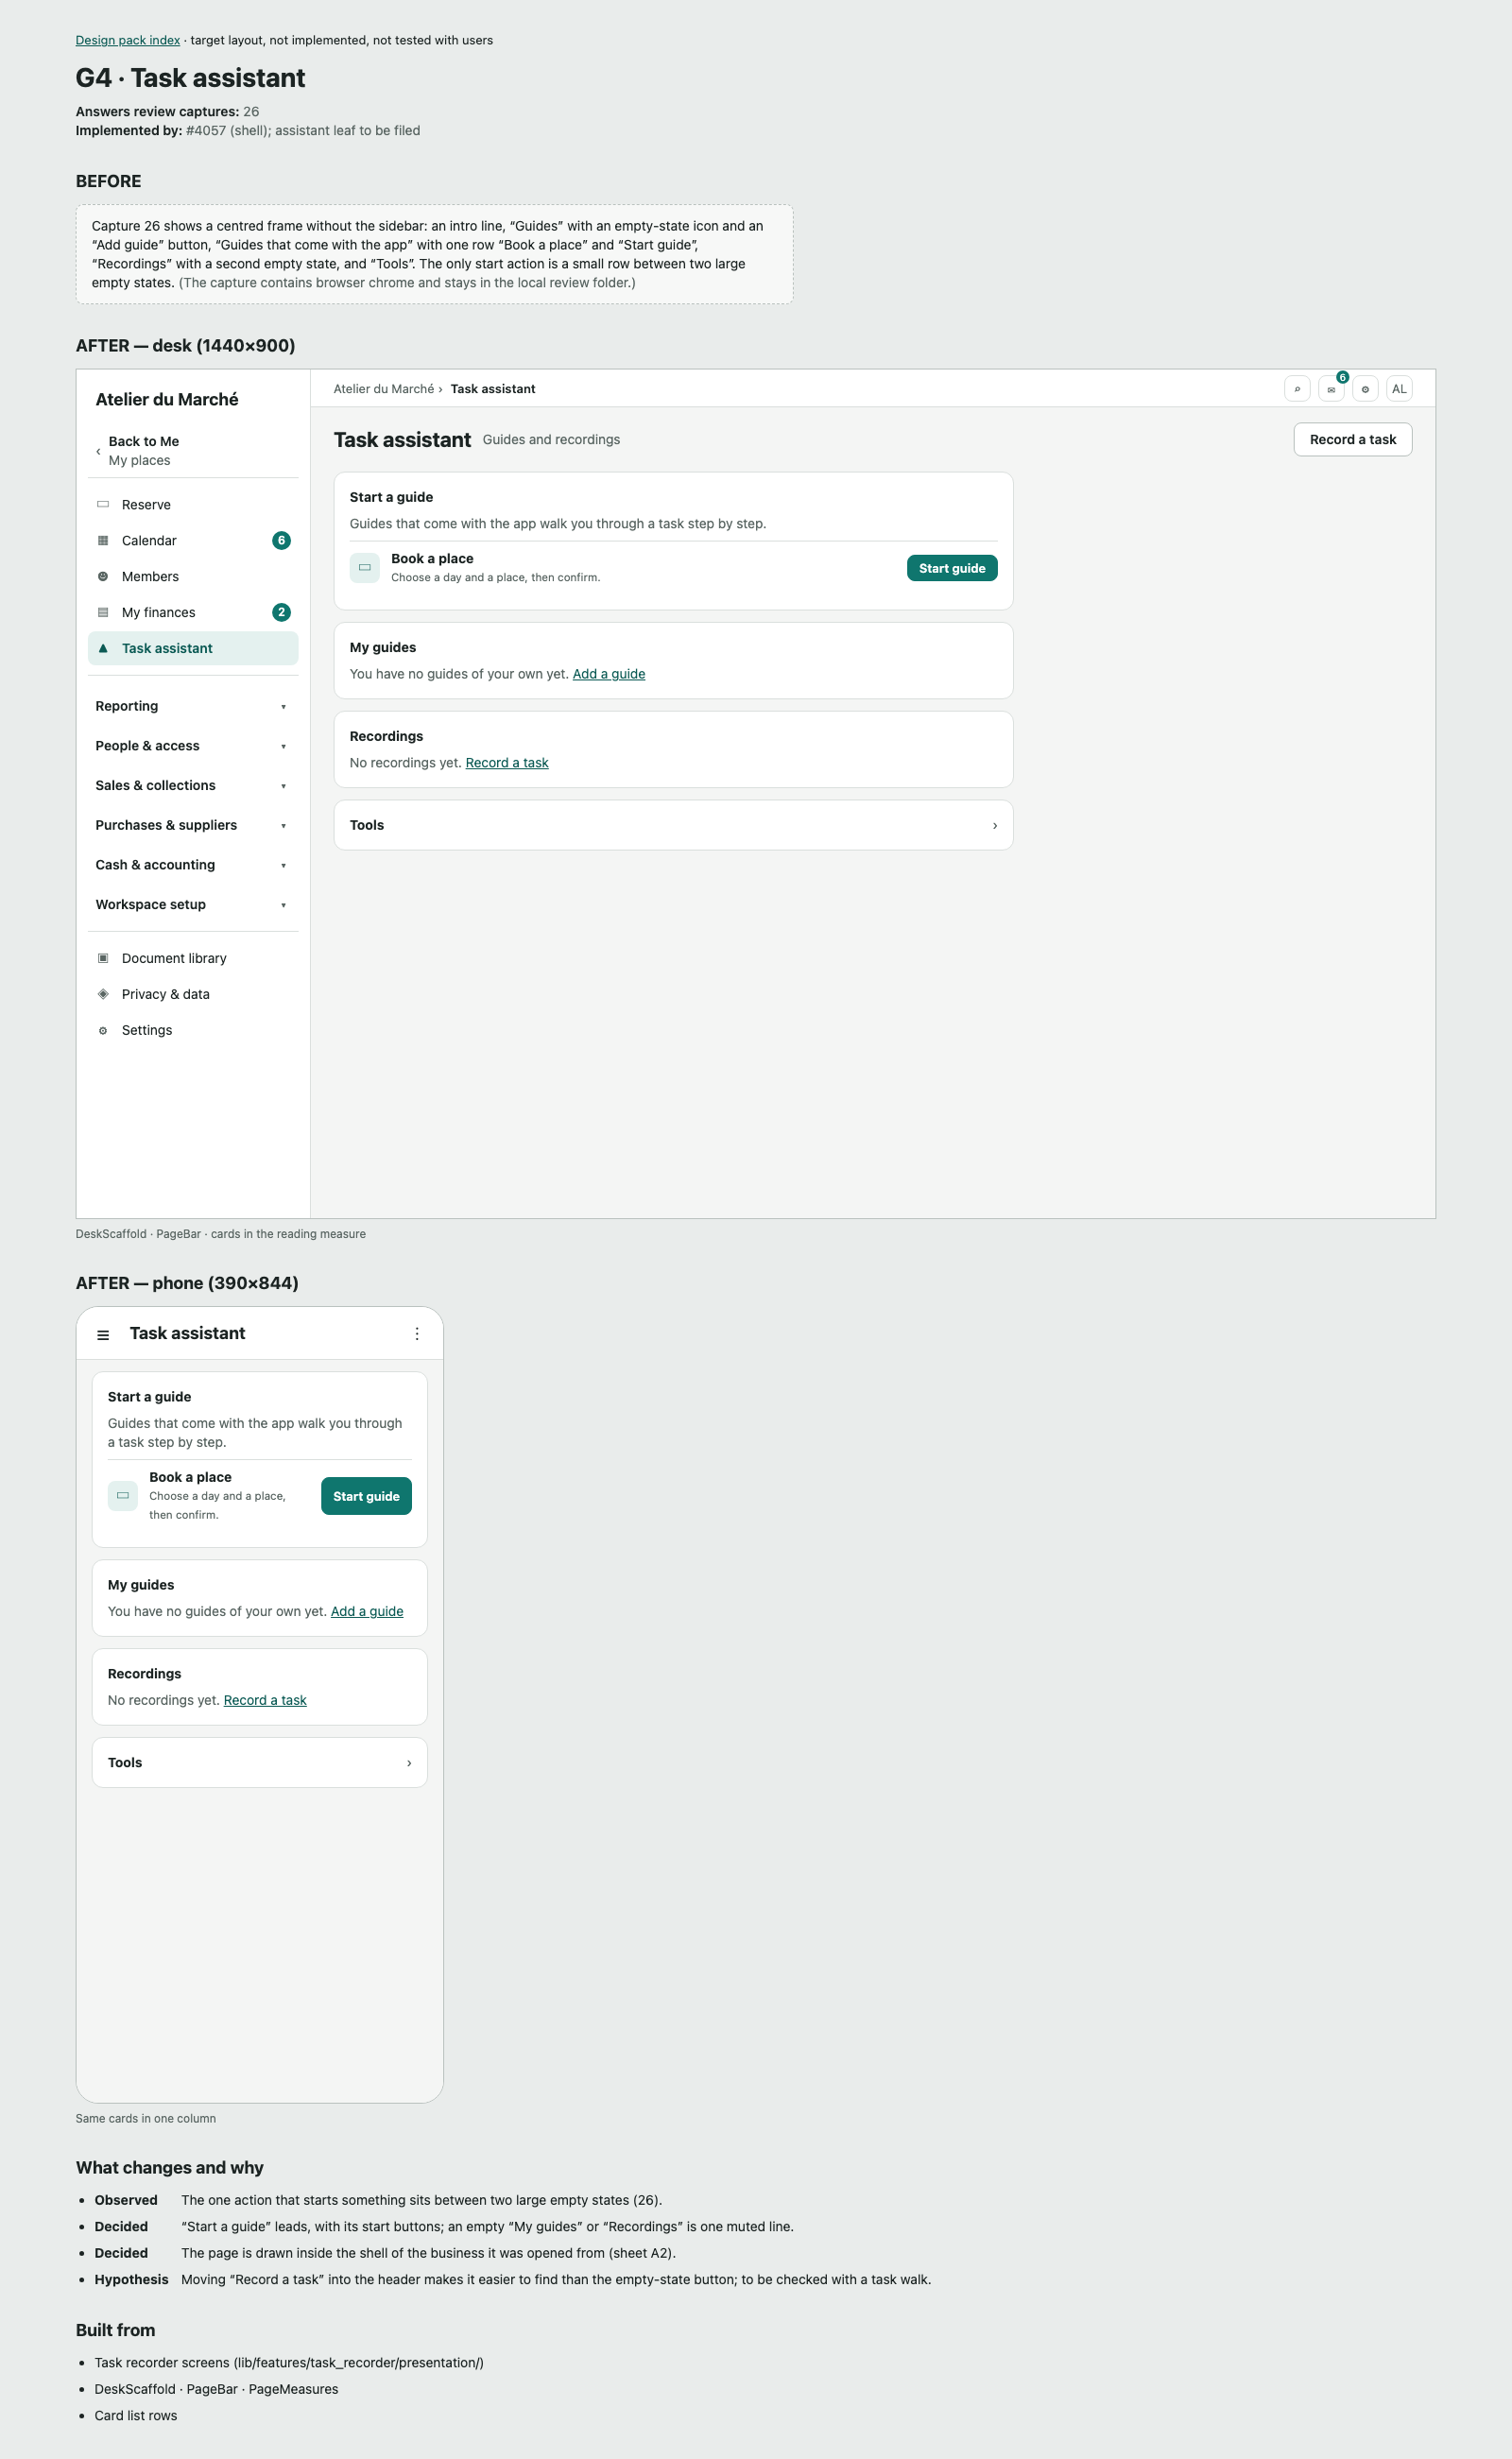 Design pack index · target layout, not implemented, not tested with users
G4 · Task assistant
Answers review captures: 26
Implemented by: #4057 (shell); assistant leaf to be filed
BEFORE
Capture 26 shows a centred frame without the sidebar: an intro line, “Guides” with an empty-state icon and an
“Add guide” button, “Guides that come with the app” with one row “Book a place” and “Start guide”,
“Recordings” with a second empty state, and “Tools”. The only start action is a small row between two large
empty states. (The capture contains browser chrome and stays in the local review folder.)
AFTER — desk (1440×900)
Atelier du Marché
‹ Back to Me
My places
Reserve
Calendar 6
Members
My finances 2
Task assistant
Reporting
People & access
Sales & collections
Purchases & suppliers
Cash & accounting
Workspace setup
Document library
Privacy & data
Settings
Atelier du Marché › Task assistant
6
AL
Task assistant Guides and recordings
Record a task
Start a guide
Guides that come with the app walk you through a task step by step.
Book a place
Choose a day and a place, then confirm.
Start guide
My guides
You have no guides of your own yet. Add a guide
Recordings
No recordings yet. Record a task
Tools ›
DeskScaffold · PageBar · cards in the reading measure
AFTER — phone (390×844)
Task assistant
Start a guide
Guides that come with the app walk you through
a task step by step.
Book a place
Choose a day and a place,
then confirm.
Start guide
My guides
You have no guides of your own yet. Add a guide
Recordings
No recordings yet. Record a task
Tools ›
Same cards in one column
What changes and why
• Observed The one action that starts something sits between two large empty states (26).
• Decided “Start a guide” leads, with its start buttons; an empty “My guides” or “Recordings” is one muted line.
• Decided The page is drawn inside the shell of the business it was opened from (sheet A2).
• Hypothesis Moving “Record a task” into the header makes it easier to find than the empty-state button; to be checked with a task walk.
Built from
• Task recorder screens (lib/features/task_recorder/presentation/)
• DeskScaffold · PageBar · PageMeasures
• Card list rows